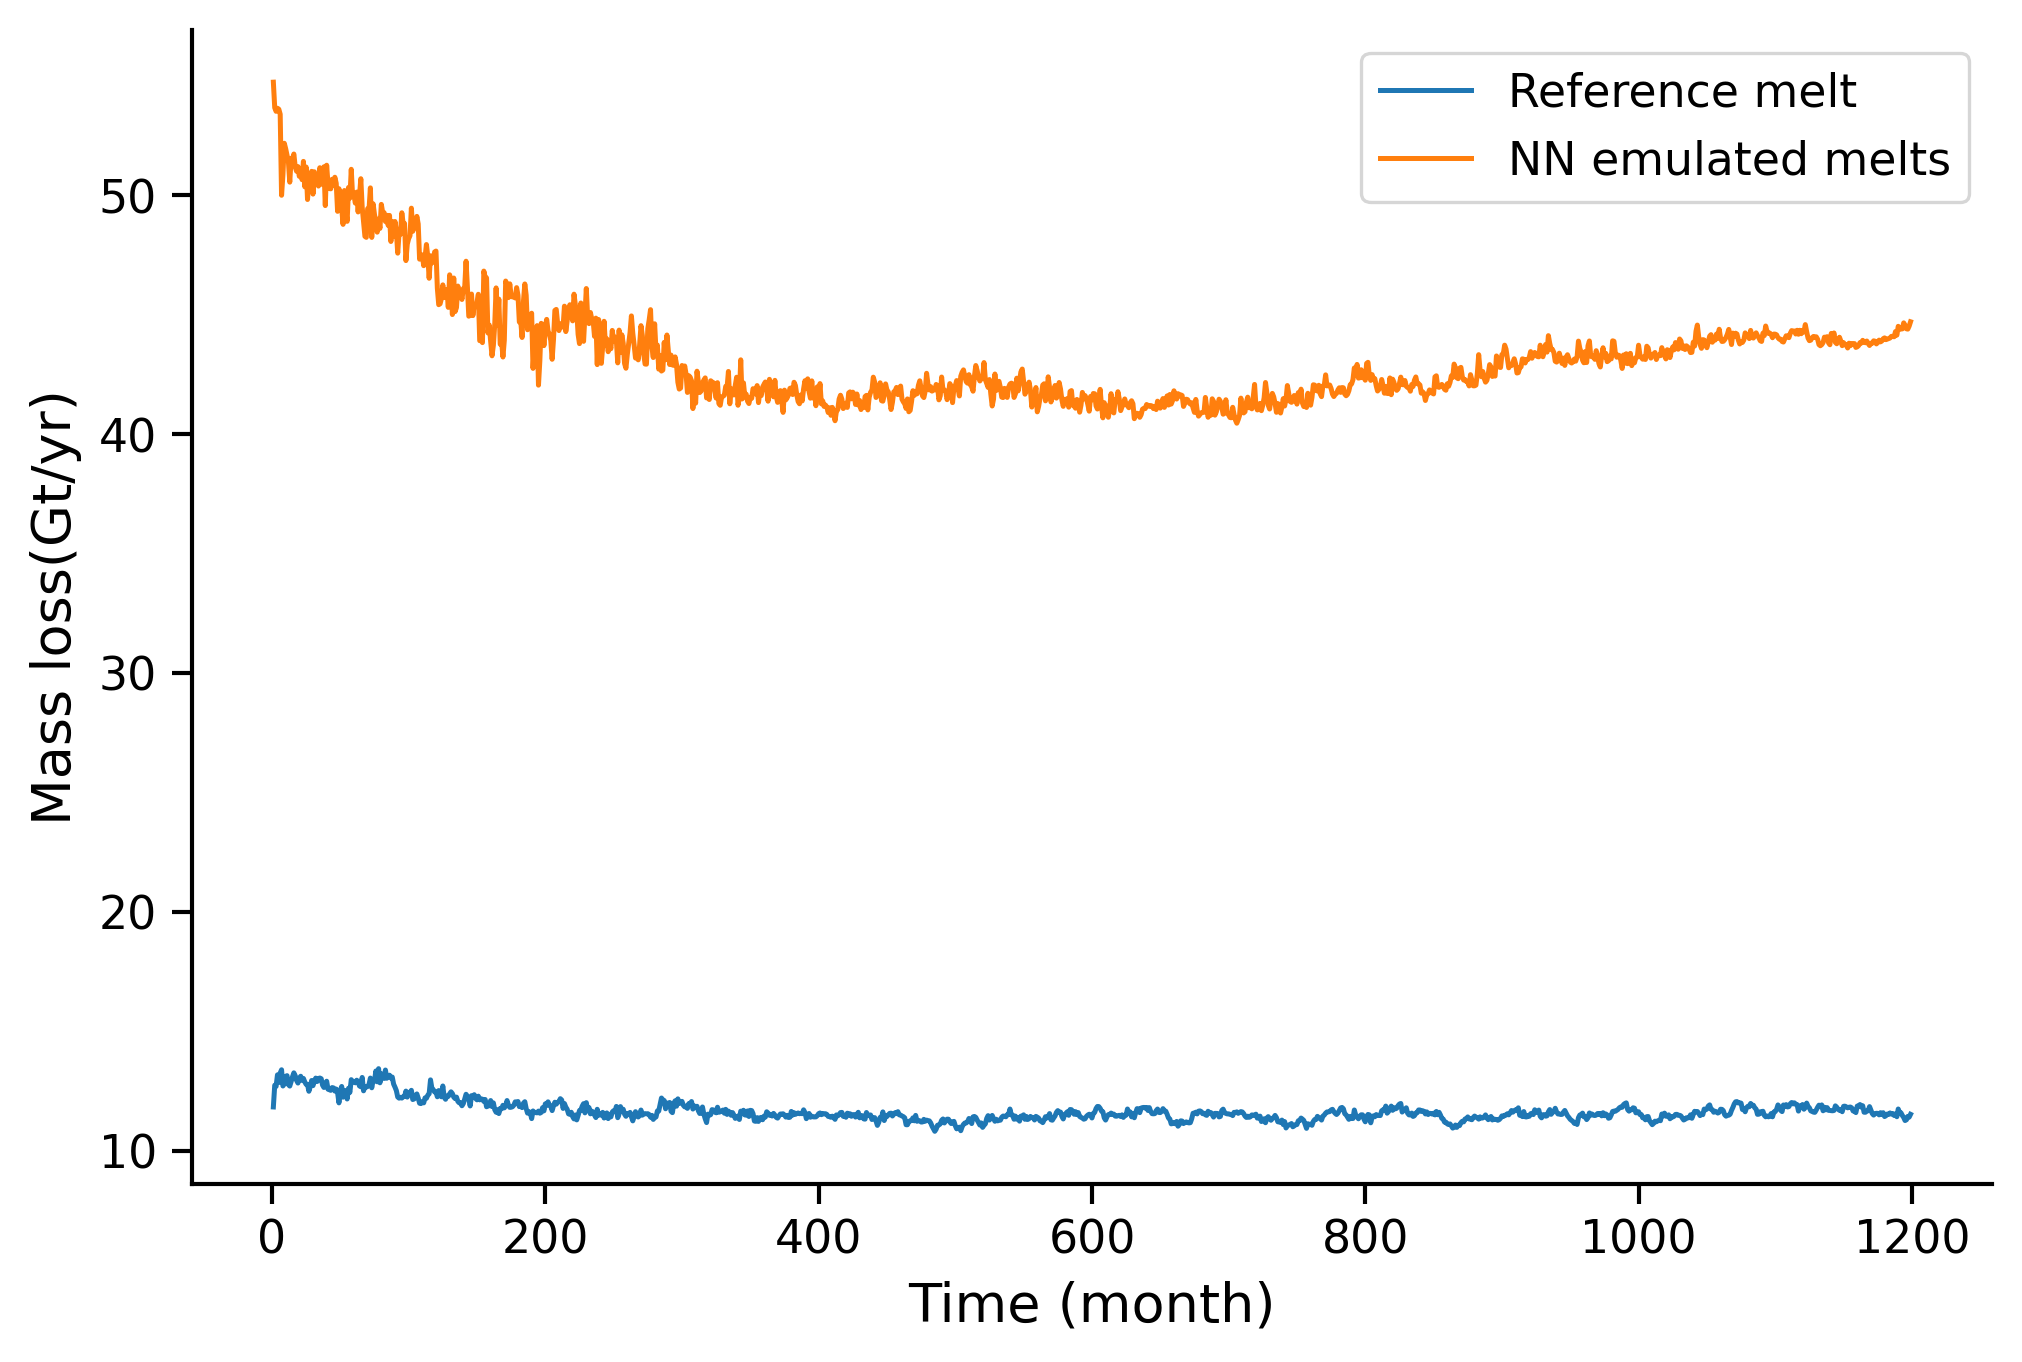 Reference melt
NN emulated melts
Mass loss(Gt/yr)
50
40
30
20
10
0 200 400 600 800 1000 1200
Time (month)